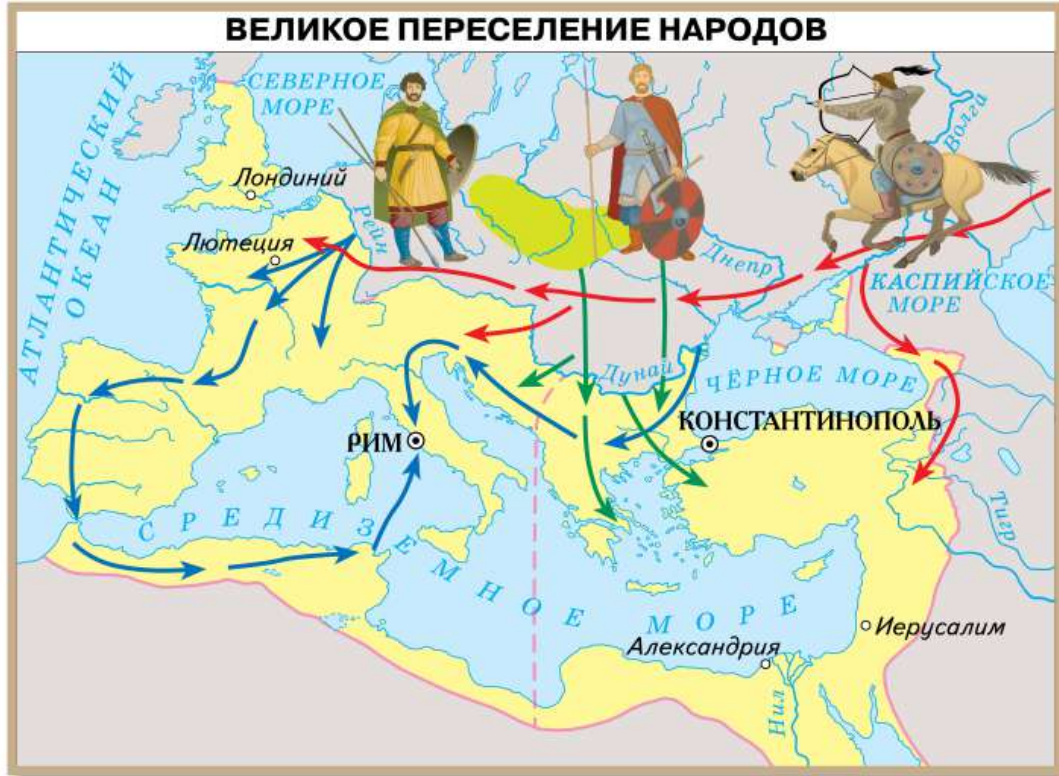 ВЕЛИКОЕ ПЕРЕСЕЛЕНИЕ НАРОДОВ
АТЛАНТИЧЕСКИЙ
ОКЕАН
СЕВЕРНОЕ
МОРЕ
Волга
Лондиний
Рейн
Лютеция
Днепр
КАСПИЙСКОЕ
МОРЕ
Дунай
ЧЁРНОЕ МОРЕ
КОНСТАНТИНОПОЛЬ
РИМ
Тигр
СРЕДИЗЕМНОЕ МОРЕ
Иерусалим
Александрия
Нил